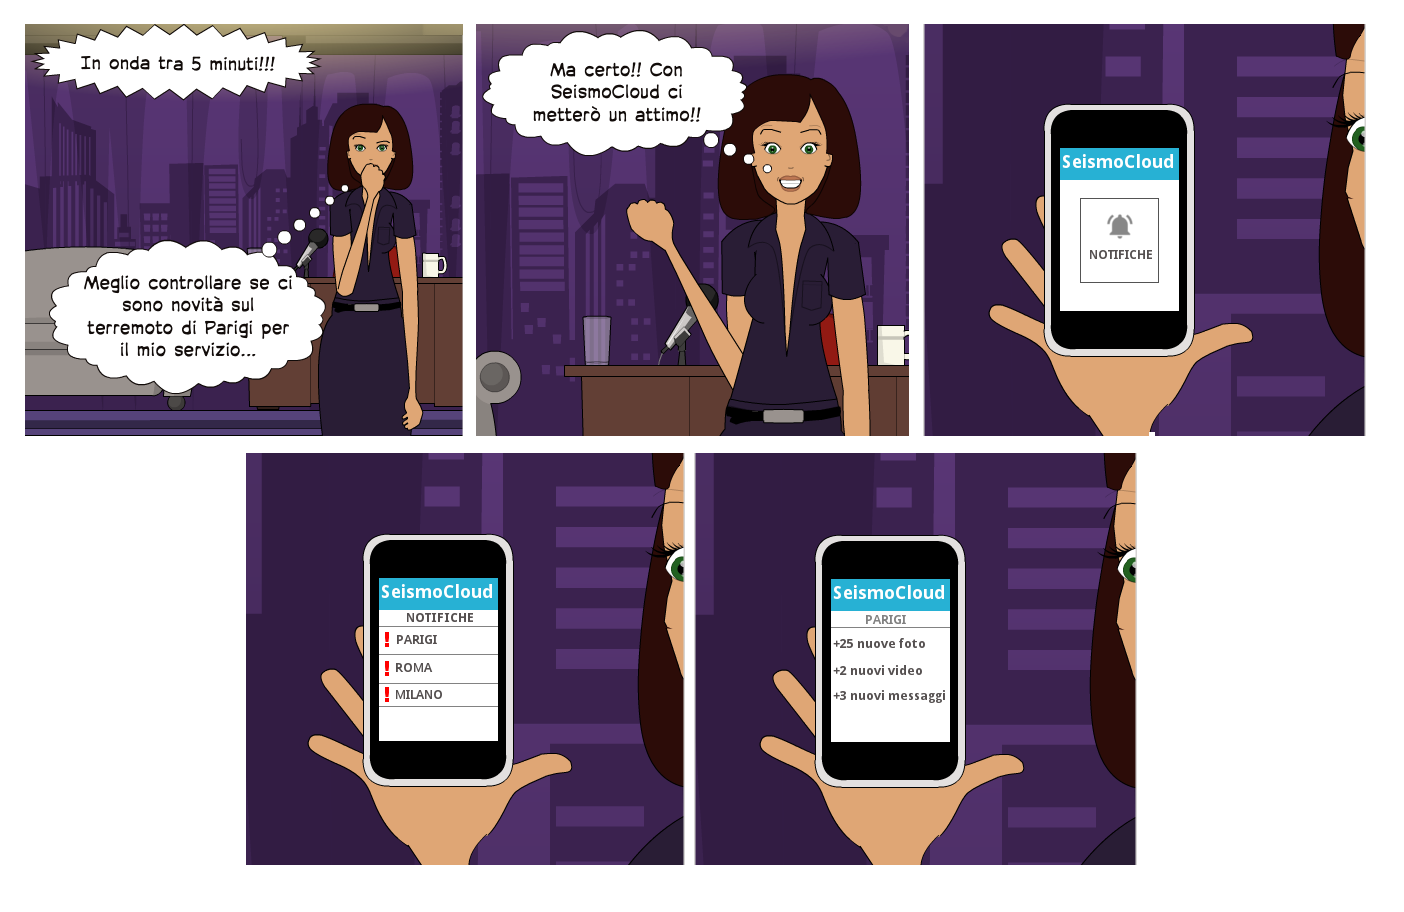 In onda tra 5 minuti!!!
Meglio controllare se ci
sono novità sul
terremoto di Parigi per
il mio servizio...
Ma certo!! Con
SeismoCloud ci
metterò un attimo!!
SeismoCloud
NOTIFICHE
SeismoCloud
NOTIFICHE
! PARIGI
! ROMA
! MILANO
SeismoCloud
PARIGI
+25 nuove foto
+2 nuovi video
+3 nuovi messaggi